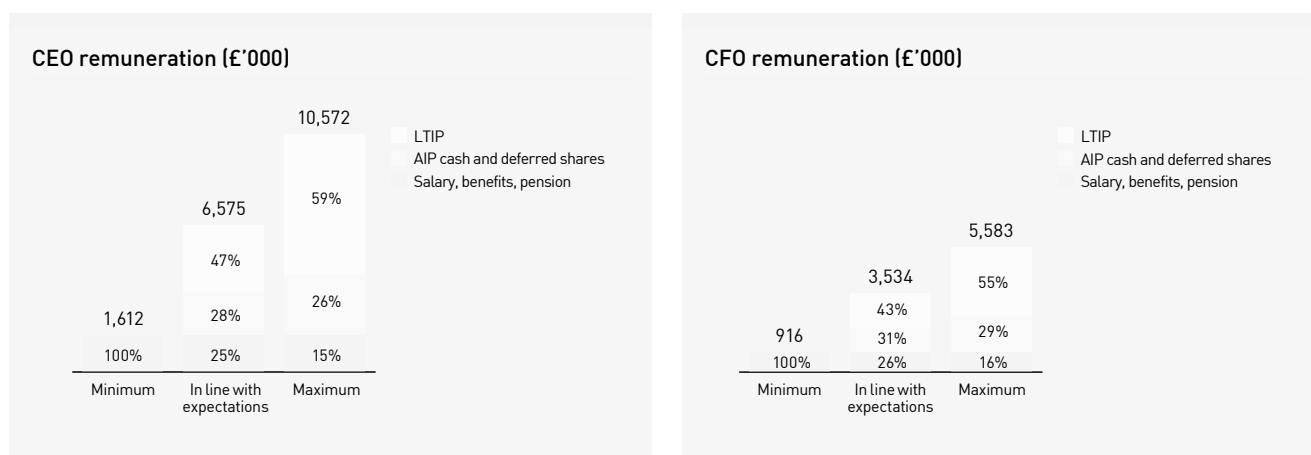 CEO remuneration (£’000)
10,572
LTIP
AIP cash and deferred shares
Salary, benefits, pension
59%
6,575
47%
26%
28%
1,612
100%
25%
15%
Minimum
In line with
expectations
Maximum
CFO remuneration (£’000)
LTIP
AIP cash and deferred shares
Salary, benefits, pension
5,583
3,534
55%
43%
916
31%
29%
100%
26%
16%
Minimum
In line with
expectations
Maximum